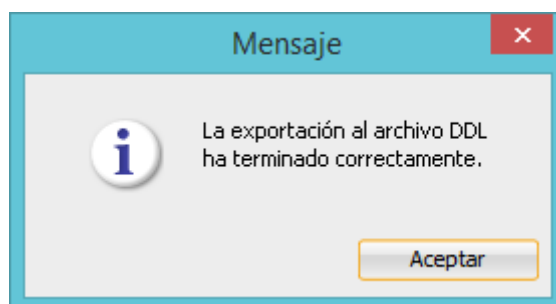 Mensaje
La exportación al archivo DDL
ha terminado correctamente.
Aceptar